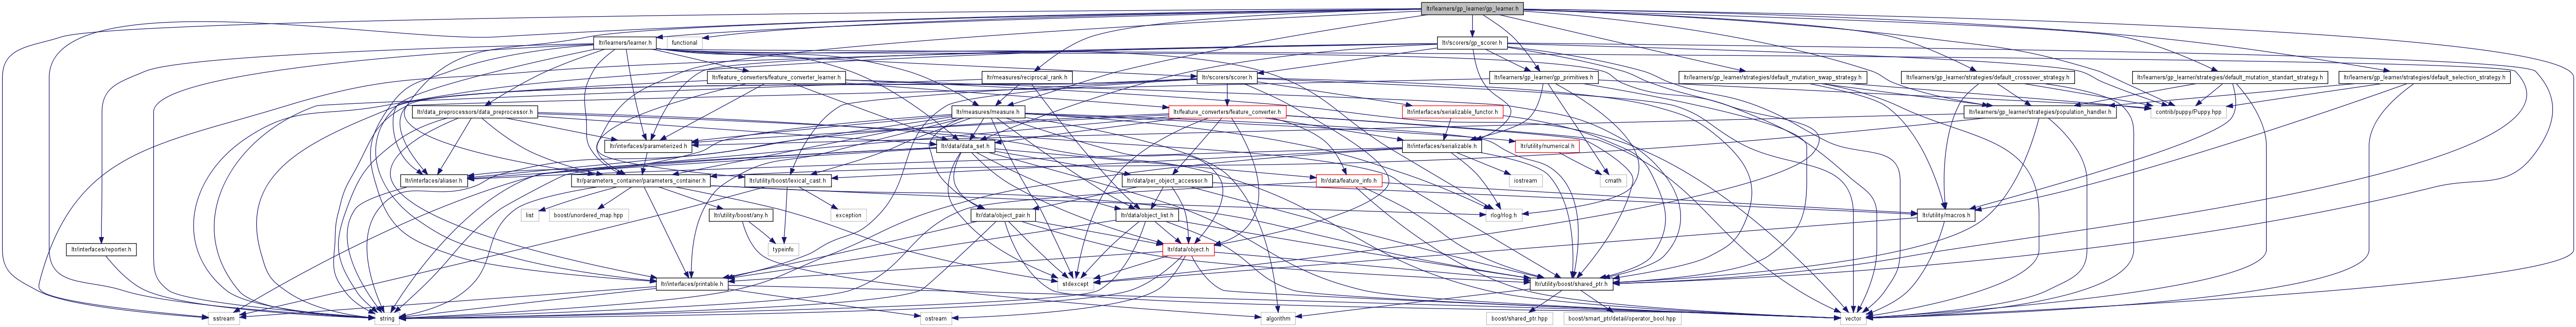 ltr/learners/gp_learner/gp_learner.h
ltr/learners/learner.h
functional
ltr/scorers/gp_scorer.h
ltr/feature_converters/feature_converter_learner.h
ltr/measures/reciprocal_rank.h
ltr/scorers/scorer.h
ltr/learners/gp_learner/gp_primitives.h
ltr/learners/gp_learner/strategies/default_mutation_swap_strategy.h
ltr/learners/gp_learner/strategies/default_crossover_strategy.h
ltr/learners/gp_learner/strategies/default_mutation_standart_strategy.h
ltr/learners/gp_learner/strategies/default_selection_strategy.h
ltr/data_preprocessors/data_preprocessor.h
ltr/measures/measure.h
ltr/feature_converters/feature_converter.h
ltr/interfaces/serializable_functor.h
ltr/learners/gp_learner/strategies/population_handler.h
contrib/puppy/Puppy.hpp
ltr/interfaces/parameterized.h
ltr/data/data_set.h
ltr/interfaces/serializable.h
ltr/utility/numerical.h
ltr/interfaces/aliaser.h
ltr/parameters_container/parameters_container.h
ltr/utility/boost/lexical_cast.h
ltr/data/per_object_accessor.h
ltr/data/feature_info.h
iostream
cmath
list
boost/unordered_map.hpp
ltr/utility/boost/any.h
exception
ltr/data/object_pair.h
ltr/data/object_list.h
rlog/rlog.h
ltr/utility/macros.h
ltr/interfaces/reporter.h
typeinfo
ltr/data/object.h
ltr/interfaces/printable.h
stdexcept
ltr/utility/boost/shared_ptr.h
sstream
string
ostream
algorithm
boost/shared_ptr.hpp
boost/smart_ptr/detail/operator_bool.hpp
vector